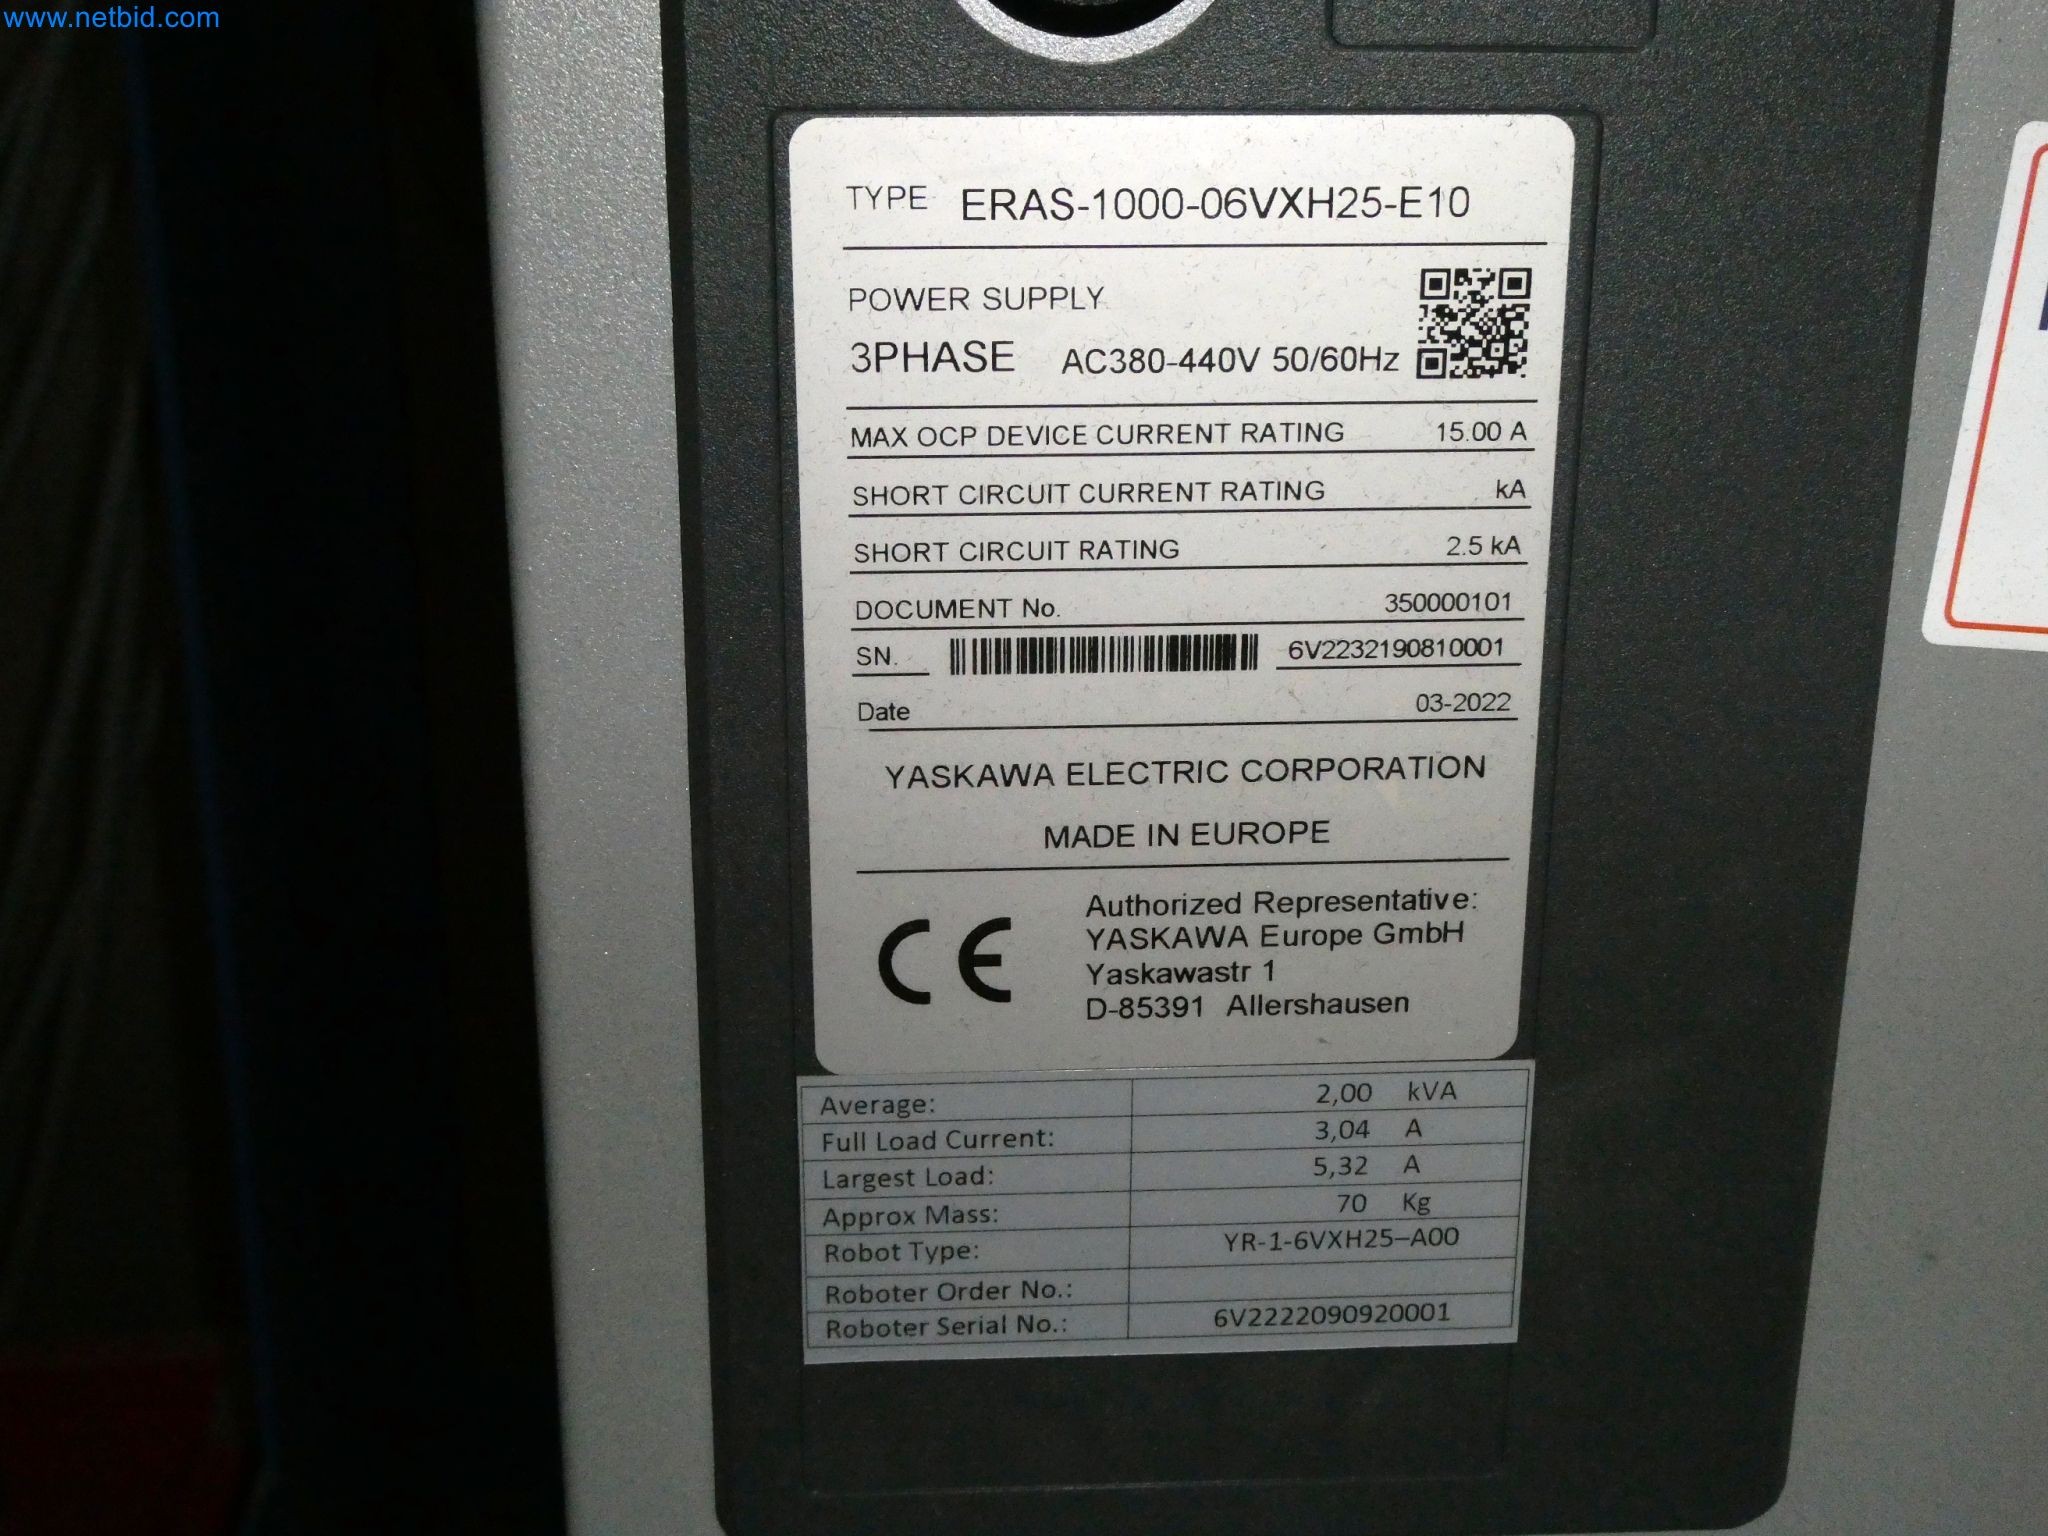 www.netbid.com
TYPE ERAS-1000-06VXH25-E10
POWER SUPPLY
3PHASE AC380-440V 50/60Hz
MAX OCP DEVICE CURRENT RATING 15.00 A
SHORT CIRCUIT CURRENT RATING kA
SHORT CIRCUIT RATING 2.5 kA
DOCUMENT No. 350000101
SN. 6V2232190810001
Date 03-2022
YASKAWA ELECTRIC CORPORATION
MADE IN EUROPE
CE
Authorized Representative:
YASKAWA Europe GmbH
Yaskawastr 1
D-85391 Allershausen
Average: 2,00 kVA
Full Load Current: 3,04 A
Largest Load: 5,32 A
Approx Mass: 70 Kg
Robot Type: YR-1-6VXH25–A00
Roboter Order No.:
Roboter Serial No.: 6V2222090920001